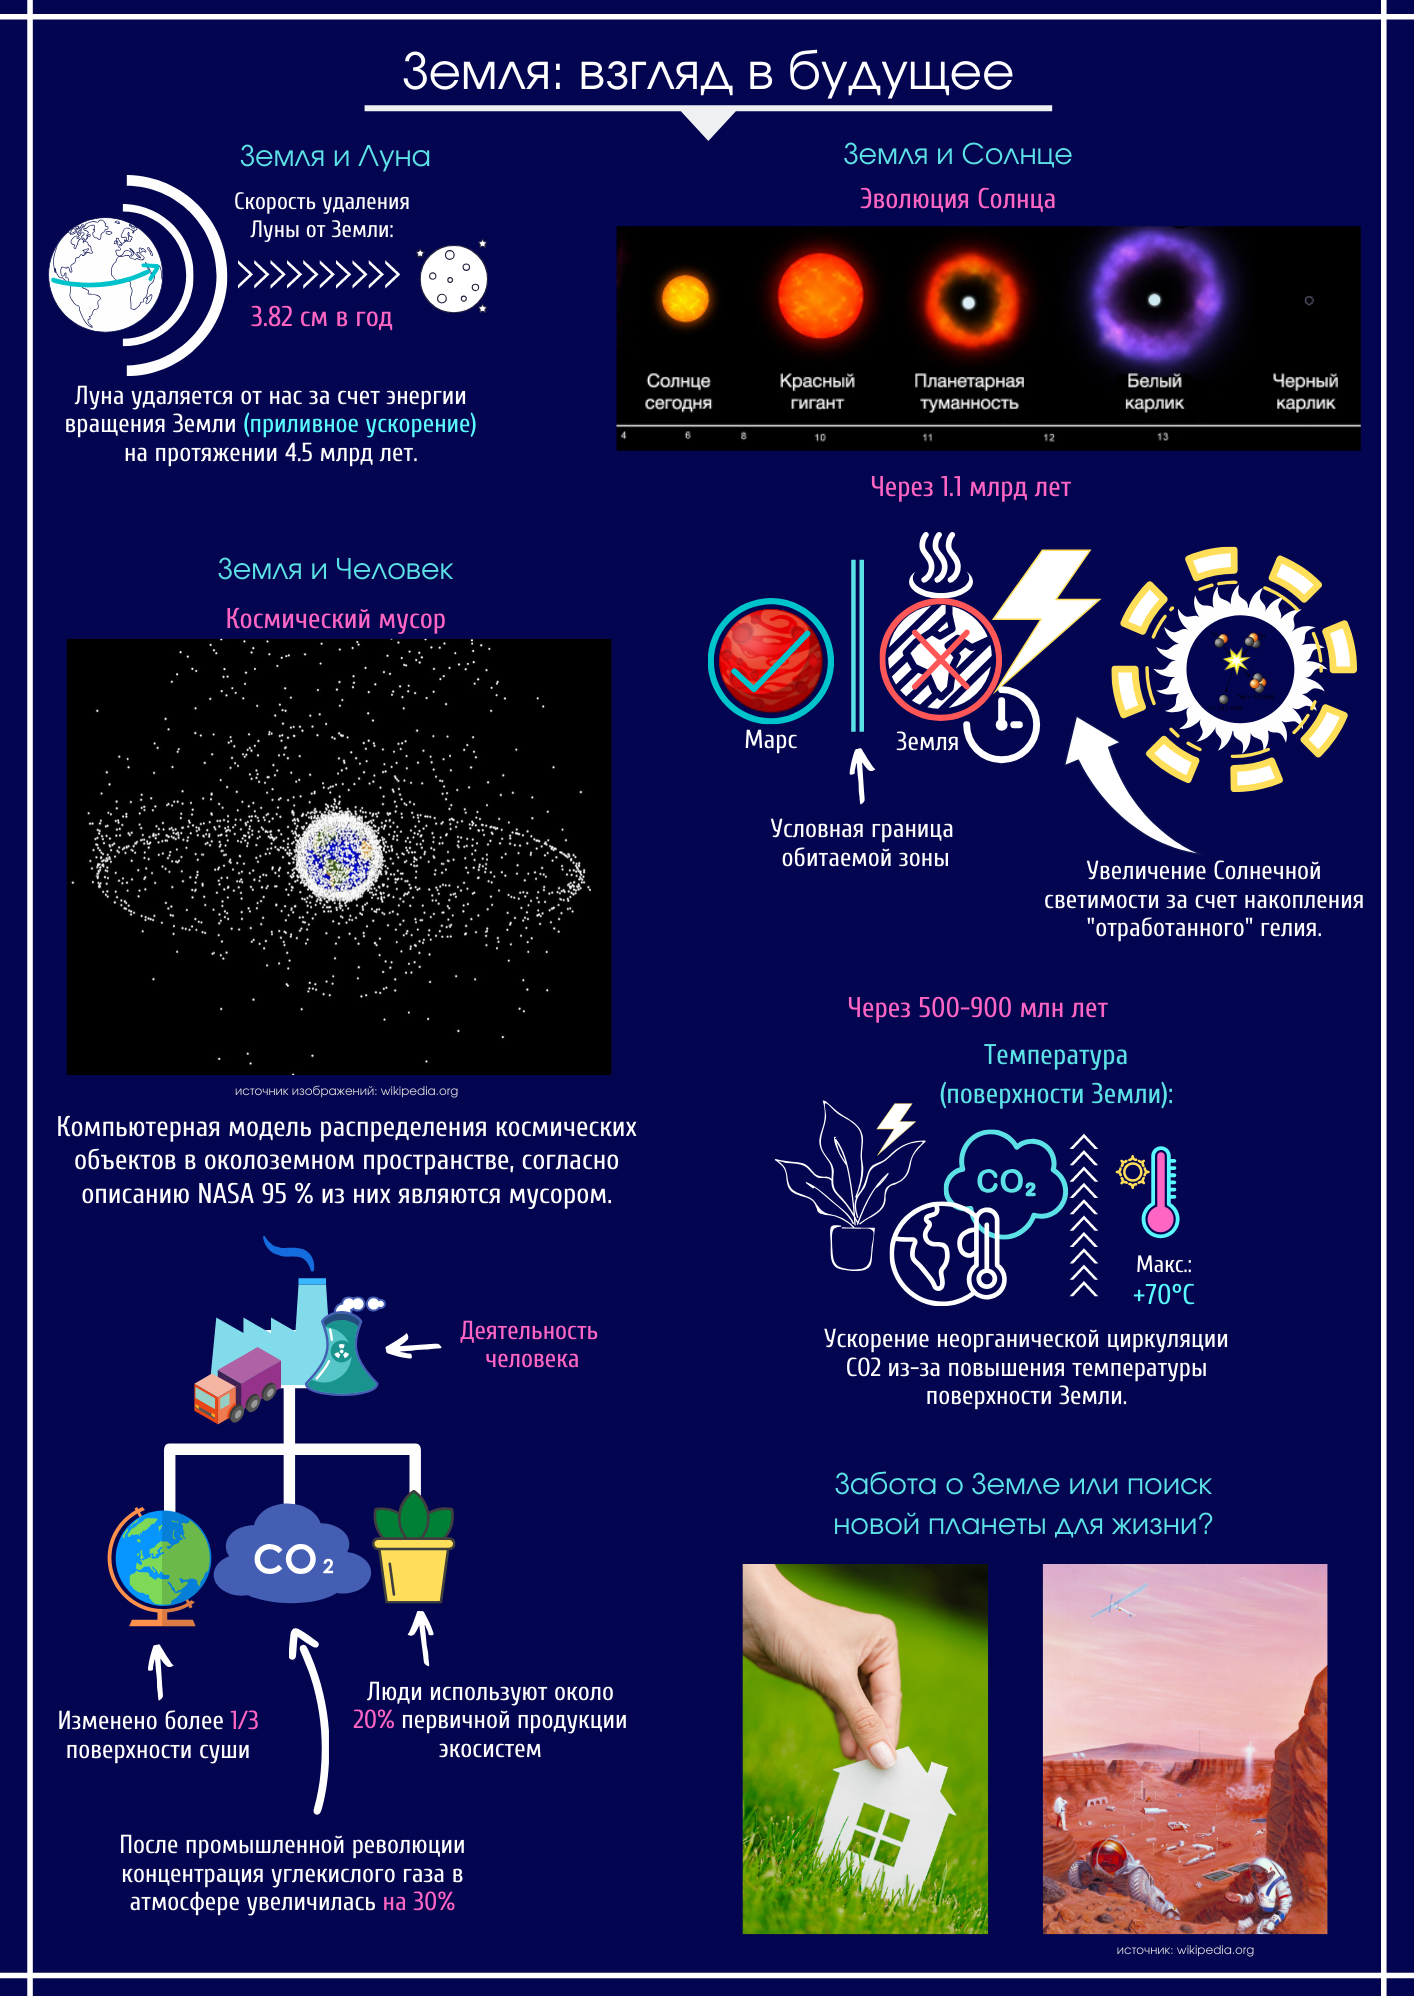 Земля: взгляд в будущее
Земля и Луна
Скорость удаления
Луны от Земли:
3.82 см в год
Луна удаляется от нас за счет энергии
вращения Земли (приливное ускорение)
на протяжении 4.5 млрд лет.
Земля и Солнце
Эволюция Солнца
Солнце сегодня
Красный гигант
Планетарная туманность
Белый карлик
Черный карлик
4 6 8 10 11 12 13
Через 1.1 млрд лет
Марс
Земля
Условная граница
обитаемой зоны
Увеличение Солнечной
светимости за счет накопления
"отработанного" гелия.
Земля и Человек
Космический мусор
источник изображений: wikipedia.org
Компьютерная модель распределения космических
объектов в околоземном пространстве, согласно
описанию NASA 95 % из них являются мусором.
Деятельность
человека
CO2
Изменено более 1/3
поверхности суши
Люди используют около
20% первичной продукции
экосистем
После промышленной революции
концентрация углекислого газа в
атмосфере увеличилась на 30%
Через 500-900 млн лет
Температура
(поверхности Земли):
CO2
Макс.:
+70°C
Ускорение неорганической циркуляции
СО2 из-за повышения температуры
поверхности Земли.
Забота о Земле или поиск
новой планеты для жизни?
источник: wikipedia.org